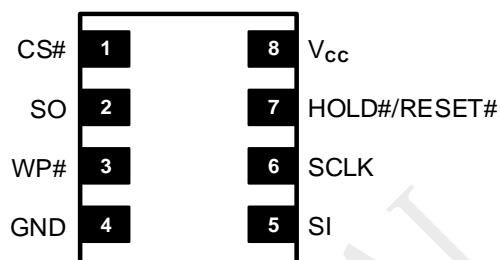 CS# 1 8 Vcc
SO 2 7 HOLD#/RESET#
WP# 3 6 SCLK
GND 4 5 SI